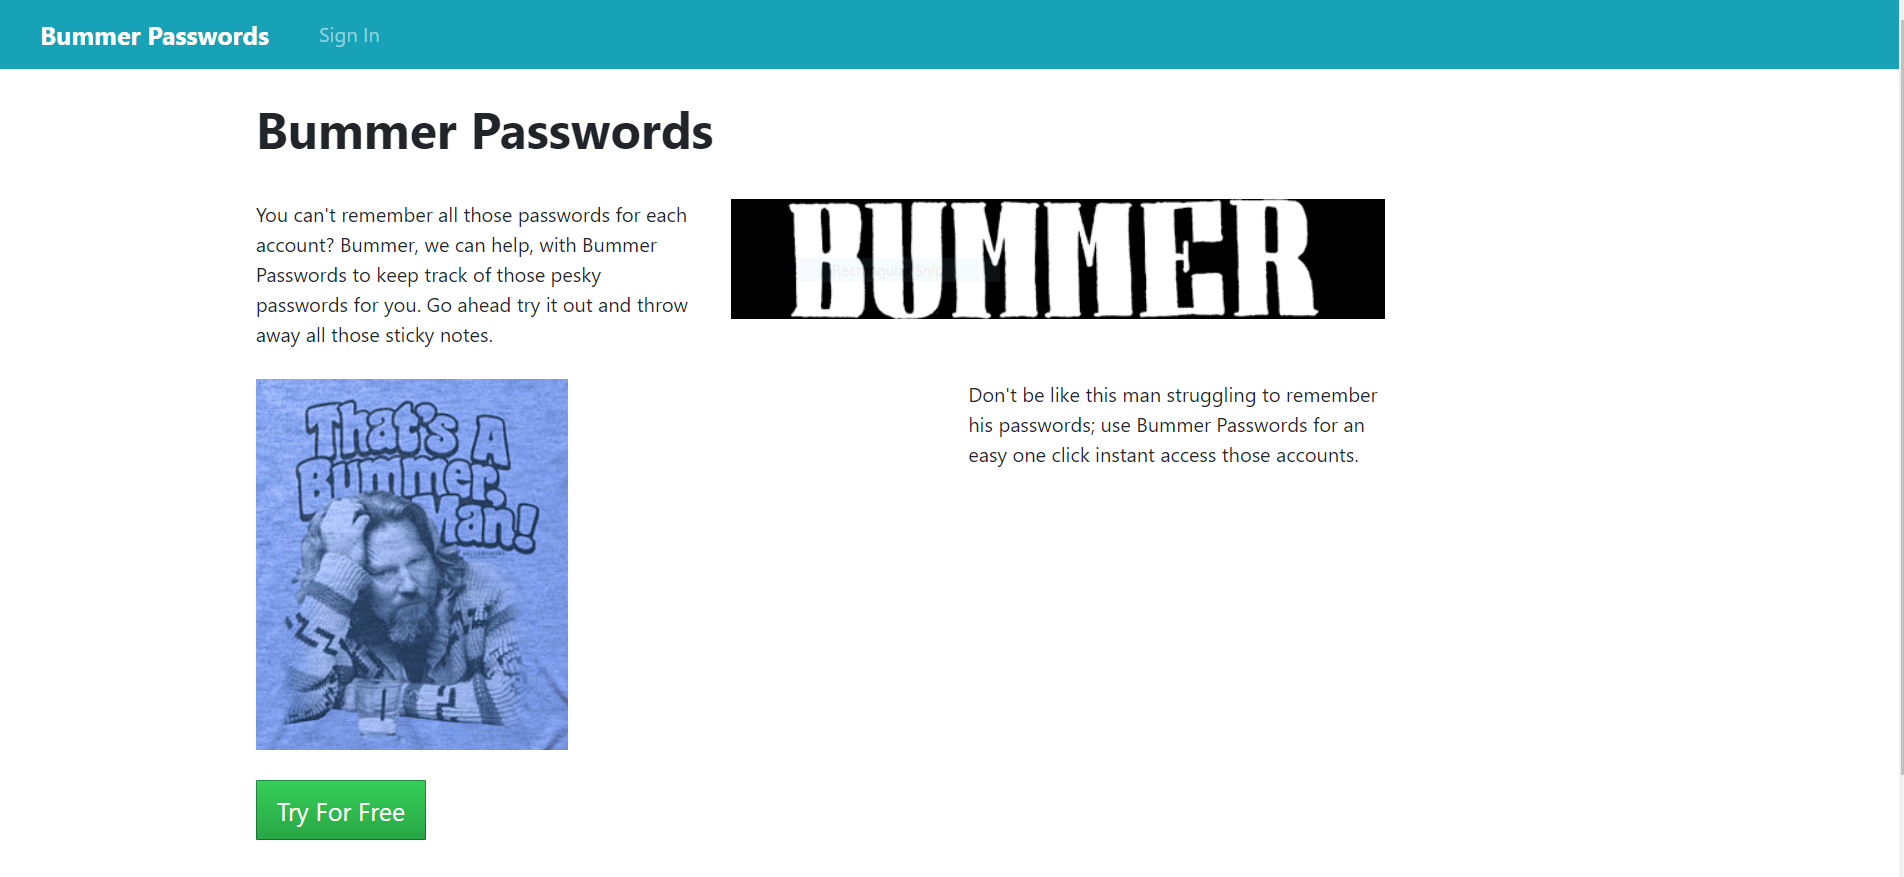 Bummer Passwords
Sign In
Bummer Passwords
You can't remember all those passwords for each
account? Bummer, we can help, with Bummer
Passwords to keep track of those pesky
passwords for you. Go ahead try it out and throw
away all those sticky notes.
BUMMER
Rectangular Snip
That's A
Bummer,
Man!
Don't be like this man struggling to remember
his passwords; use Bummer Passwords for an
easy one click instant access those accounts.
Try For Free